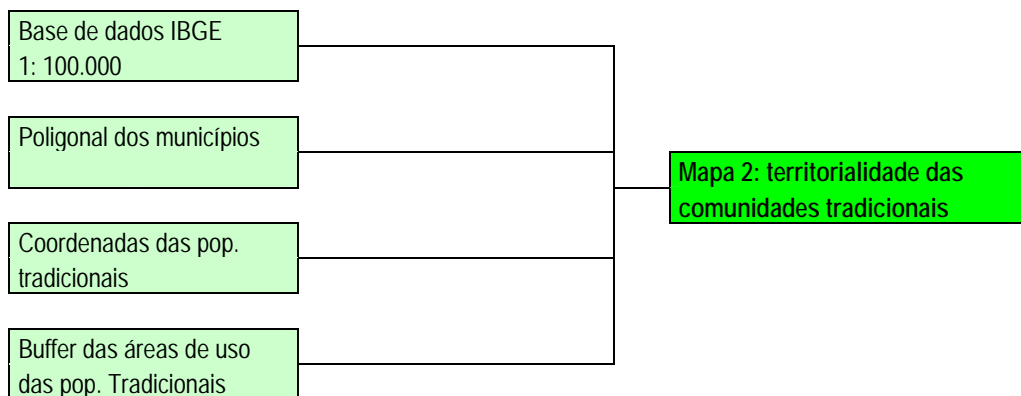 Base de dados IBGE
1: 100.000
Poligonal dos municípios
Coordenadas das pop.
tradicionais
Buffer das áreas de uso
das pop. Tradicionais
Mapa 2: territorialidade das
comunidades tradicionais